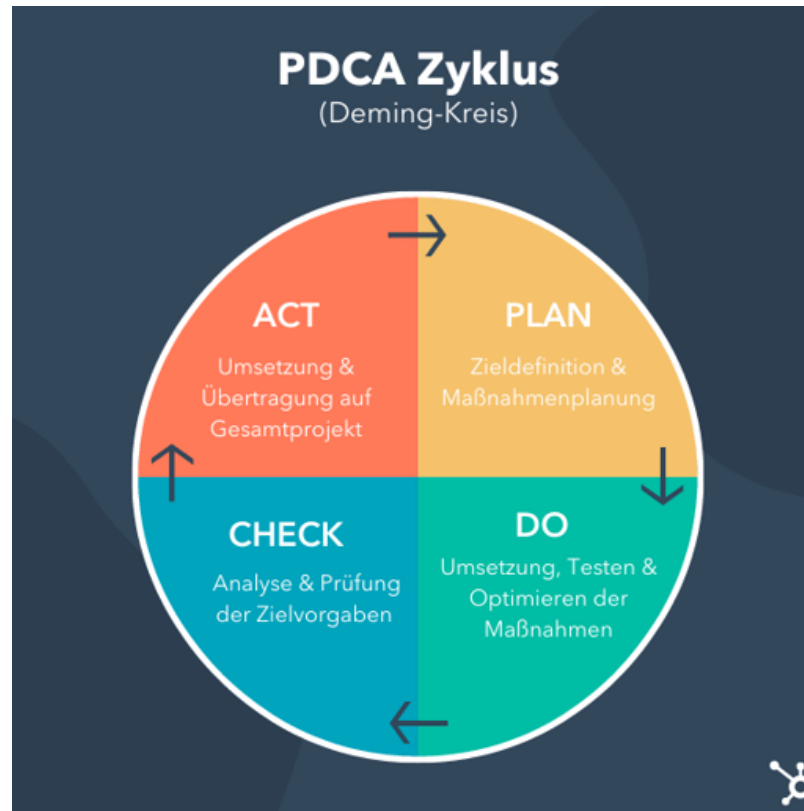 PDCA Zyklus
(Deming-Kreis)
ACT
Umsetzung &
Übertragung auf
Gesamtprojekt
PLAN
Zieldefinition &
Maßnahmenplanung
CHECK
Analyse & Prüfung
der Zielvorgaben
DO
Umsetzung, Testen &
Optimieren der
Maßnahmen